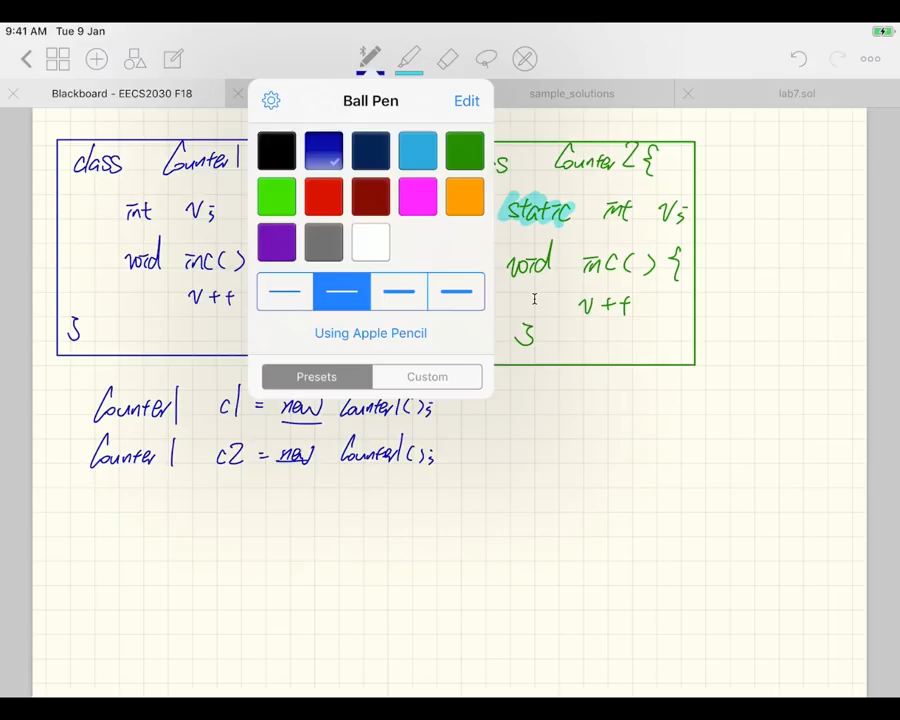 9:41 AM Tue 9 Jan
Blackboard - EECS2030 F18
sample_solutions
lab7.sol
Ball Pen
Edit
Using Apple Pencil
Presets
Custom
class Counter1
int v;
void inc()
v++
}
s Counter2{
static int v;
void inc() {
v++
}
Counter1 c1 = new Counter1();
Counter1 c2 = new Counter1();